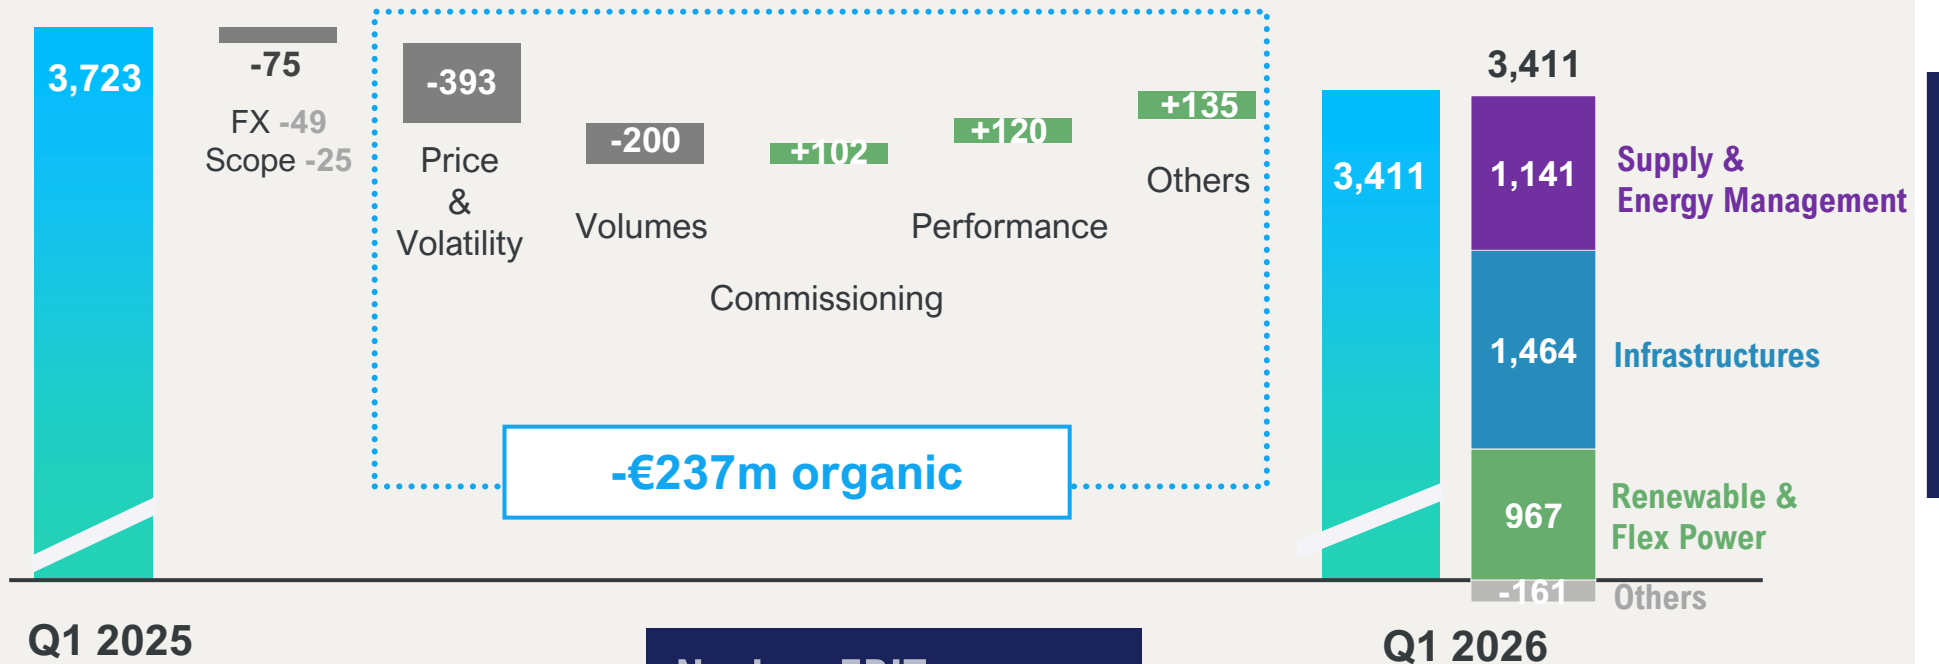 3,723
-75
FX -49
Scope -25
-393
Price
&
Volatility
-200
Volumes
+102
Commissioning
+120
Performance
+135
Others
-€237m organic
3,411
3,411
1,141
Supply &
Energy Management
1,464
Infrastructures
967
Renewable &
Flex Power
-161
Others
Q1 2025
Q1 2026